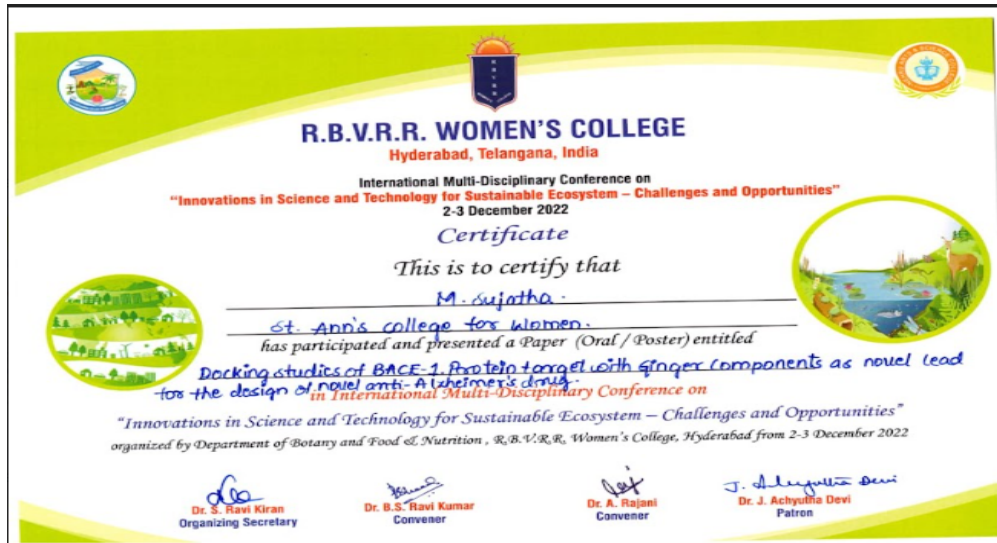 R.B.V.R.R. WOMEN'S COLLEGE
Hyderabad, Telangana, India
International Multi-Disciplinary Conference on
"Innovations in Science and Technology for Sustainable Ecosystem – Challenges and Opportunities"
2-3 December 2022
Certificate
This is to certify that
M. Sujatha.
St. Ann's college for Women.
has participated and presented a Paper (Oral / Poster) entitled
Docking studies of BACE-1 Protein target with Ginger components as novel lead
for the design of novel anti-Alzheimer's drug.
in International Multi-Disciplinary Conference on
"Innovations in Science and Technology for Sustainable Ecosystem – Challenges and Opportunities"
organized by Department of Botany and Food & Nutrition , R.B.V.R.R. Women's College, Hyderabad from 2-3 December 2022
J. Achyutha Devi
Dr. S. Ravi Kiran
Organizing Secretary
Dr. B.S. Ravi Kumar
Convener
Dr. A. Rajani
Convener
Dr. J. Achyutha Devi
Patron